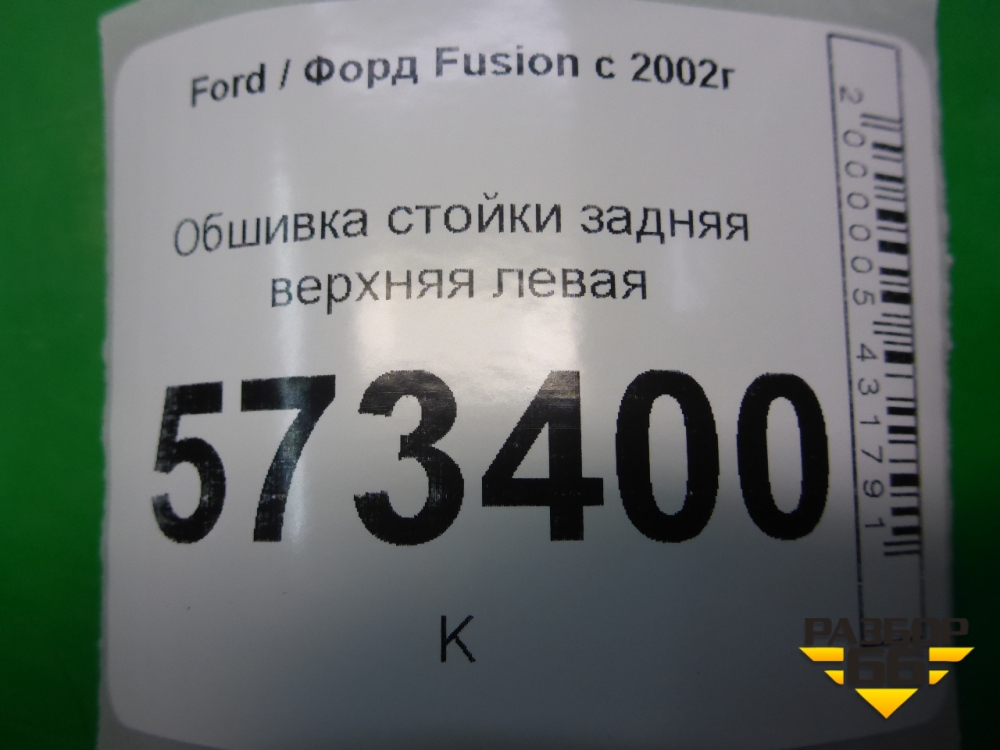 Ford / Форд Fusion с 2002г
Обшивка стойки задняя
верхняя левая
573400
К
2000005431791
РАЗБОР
66